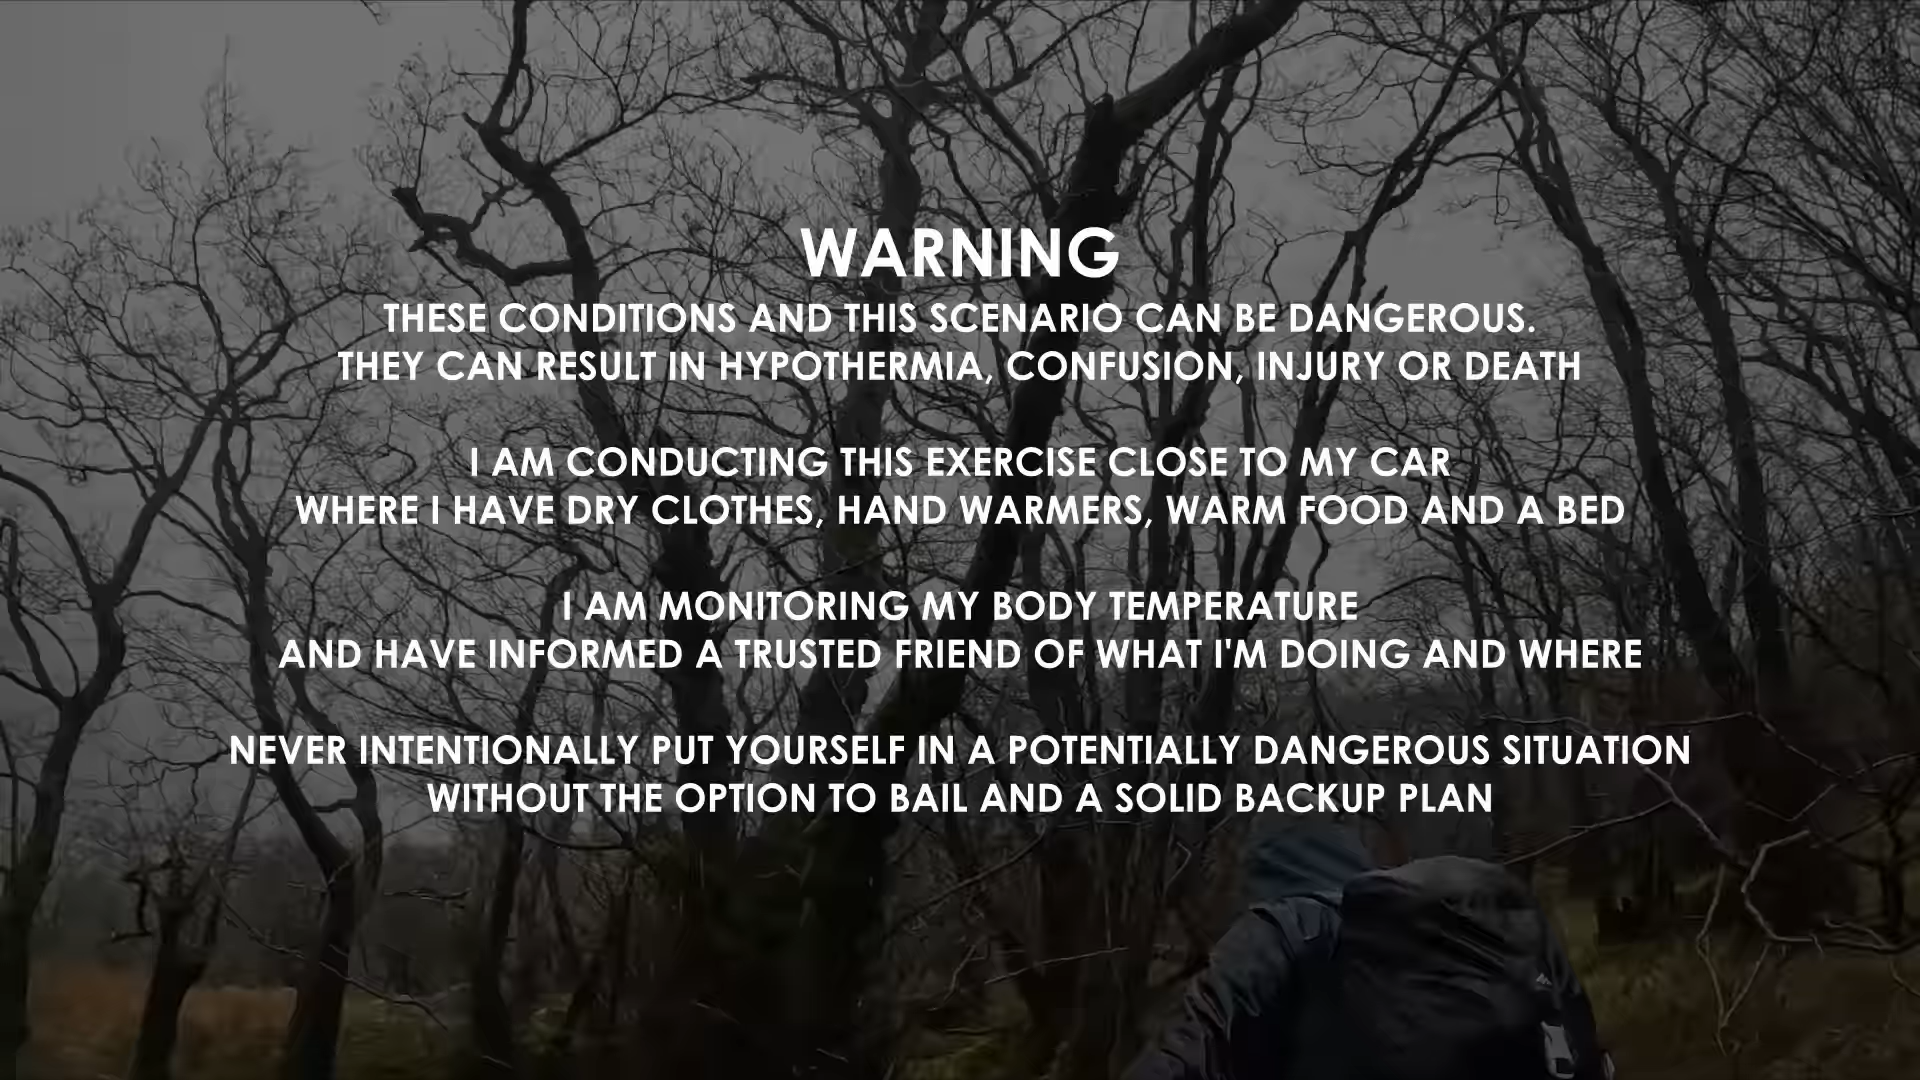 WARNING
THESE CONDITIONS AND THIS SCENARIO CAN BE DANGEROUS.
THEY CAN RESULT IN HYPOTHERMIA, CONFUSION, INJURY OR DEATH
I AM CONDUCTING THIS EXERCISE CLOSE TO MY CAR
WHERE I HAVE DRY CLOTHES, HAND WARMERS, WARM FOOD AND A BED
I AM MONITORING MY BODY TEMPERATURE
AND HAVE INFORMED A TRUSTED FRIEND OF WHAT I'M DOING AND WHERE
NEVER INTENTIONALLY PUT YOURSELF IN A POTENTIALLY DANGEROUS SITUATION
WITHOUT THE OPTION TO BAIL AND A SOLID BACKUP PLAN